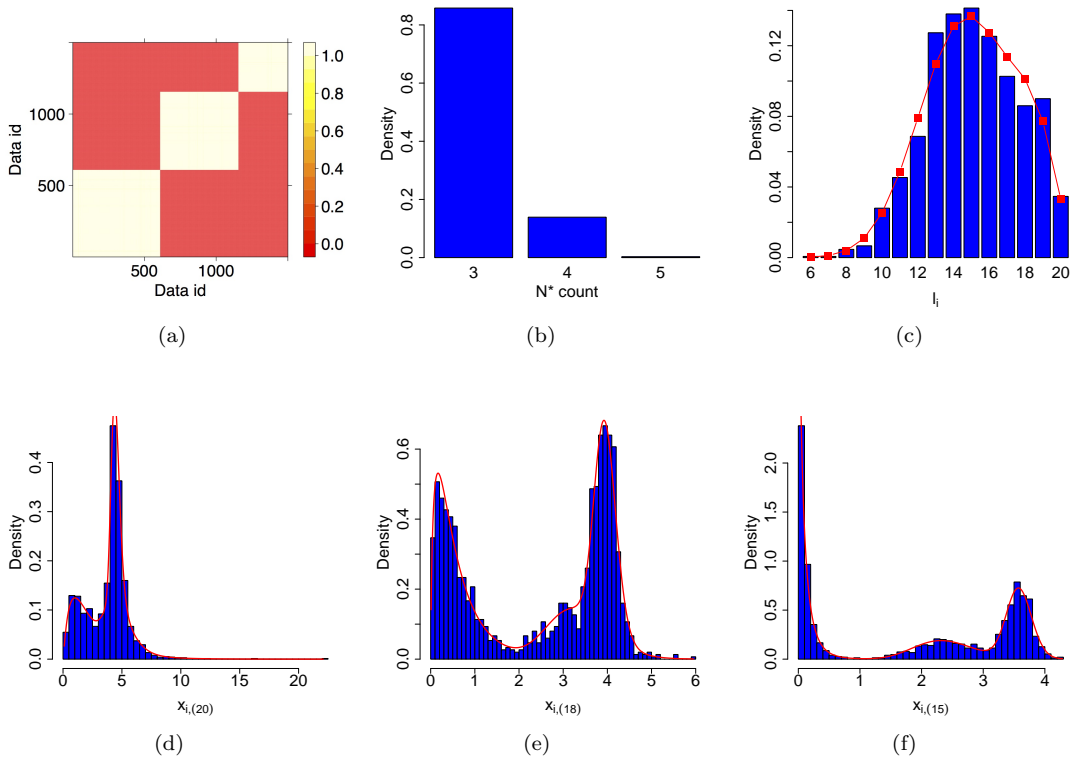 Data id
500
1000
500 1000
Data id
0.0
0.2
0.4
0.6
0.8
1.0
(a)
Density
0.0 0.2 0.4 0.6 0.8
3 4 5
N* count
(b)
Density
0.00 0.04 0.08 0.12
6 8 10 12 14 16 18 20
l_i
(c)
Density
0.0 0.1 0.2 0.3 0.4
0 5 10 15 20
x_{i,(20)}
(d)
Density
0.0 0.2 0.4 0.6
0 1 2 3 4 5 6
x_{i,(18)}
(e)
Density
0.0 0.5 1.0 1.5 2.0
0 1 2 3 4
x_{i,(15)}
(f)